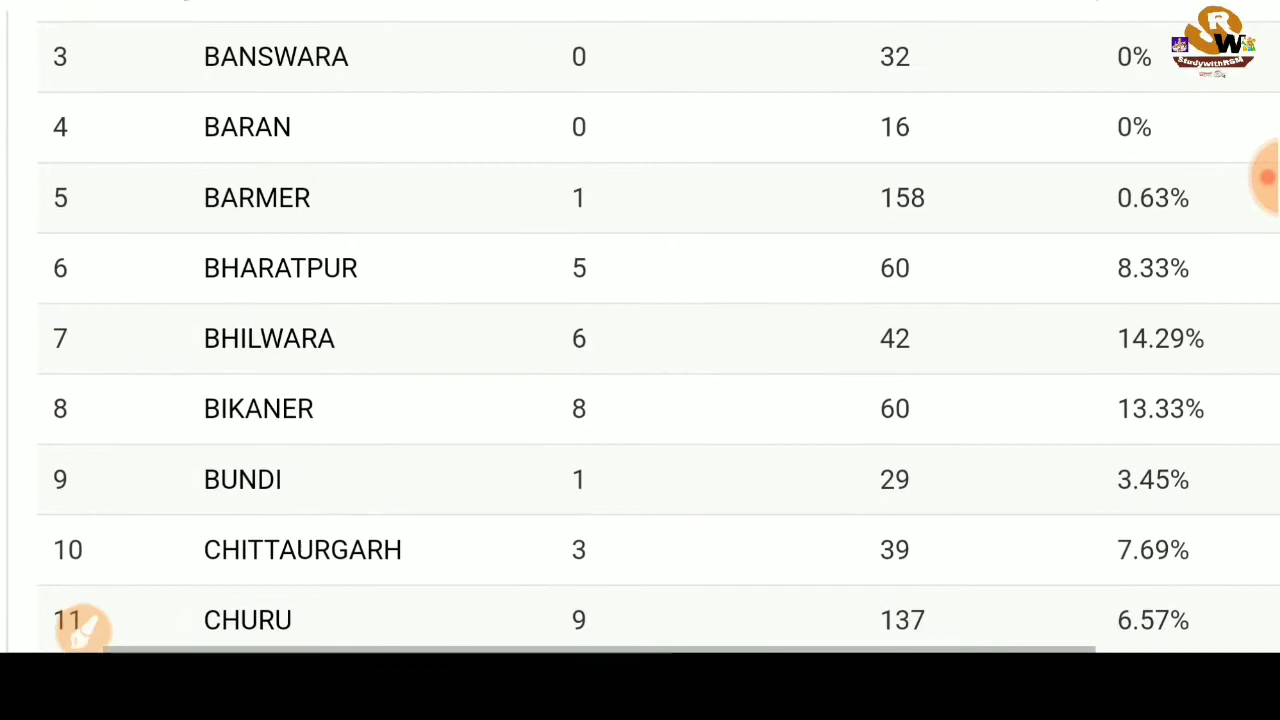 3 BANSWARA 0 32 0%
4 BARAN 0 16 0%
5 BARMER 1 158 0.63%
6 BHARATPUR 5 60 8.33%
7 BHILWARA 6 42 14.29%
8 BIKANER 8 60 13.33%
9 BUNDI 1 29 3.45%
10 CHITTAURGARH 3 39 7.69%
11 CHURU 9 137 6.57%
SRW
StudywithRSM